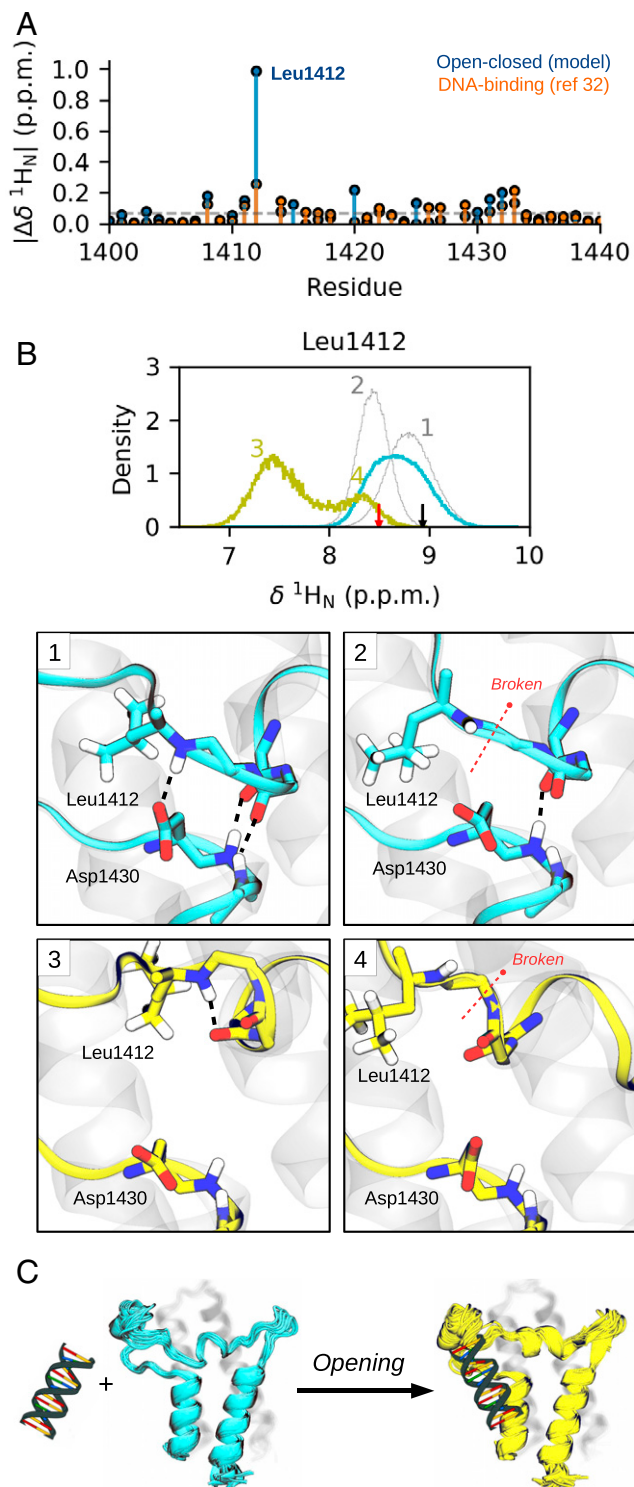 A
Open-closed (model)
DNA-binding (ref 32)
Leu1412
|Δδ ¹H_N| (p.p.m.)
1.0
0.8
0.6
0.4
0.2
0.0
1400 1410 1420 1430 1440
Residue
B
Leu1412
Density
3
2
1
0
2
1
3
4
7 8 9 10
δ ¹H_N (p.p.m.)
1
Leu1412
Asp1430
2
Broken
Leu1412
Asp1430
3
Leu1412
Asp1430
4
Broken
Leu1412
Asp1430
C
+
Opening